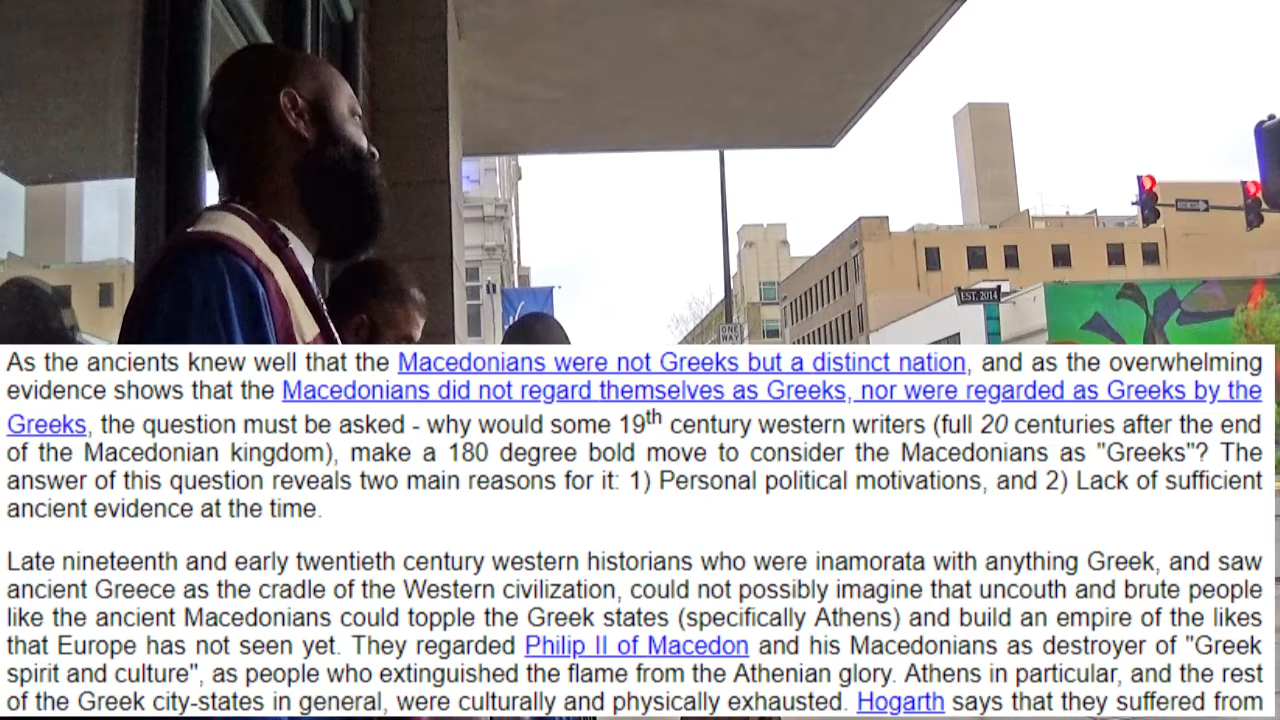 EST. 2014
ONE
WAY
As the ancients knew well that the Macedonians were not Greeks but a distinct nation, and as the overwhelming
evidence shows that the Macedonians did not regard themselves as Greeks, nor were regarded as Greeks by the
Greeks, the question must be asked - why would some 19th century western writers (full 20 centuries after the end
of the Macedonian kingdom), make a 180 degree bold move to consider the Macedonians as "Greeks"? The
answer of this question reveals two main reasons for it: 1) Personal political motivations, and 2) Lack of sufficient
ancient evidence at the time.
Late nineteenth and early twentieth century western historians who were inamorata with anything Greek, and saw
ancient Greece as the cradle of the Western civilization, could not possibly imagine that uncouth and brute people
like the ancient Macedonians could topple the Greek states (specifically Athens) and build an empire of the likes
that Europe has not seen yet. They regarded Philip II of Macedon and his Macedonians as destroyer of "Greek
spirit and culture", as people who extinguished the flame from the Athenian glory. Athens in particular, and the rest
of the Greek city-states in general, were culturally and physically exhausted. Hogarth says that they suffered from